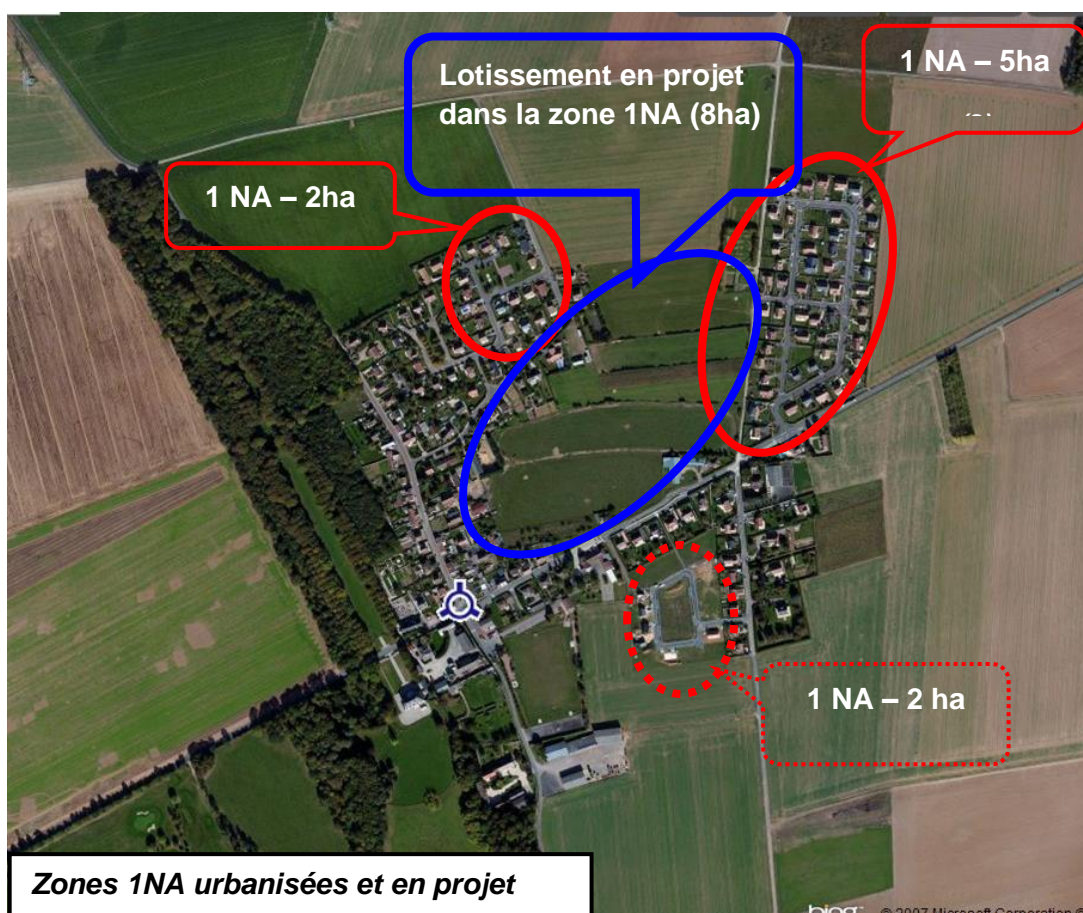 Lotissement en projet
dans la zone 1NA (8ha)
1 NA – 5ha
1 NA – 2ha
1 NA – 2 ha
Zones 1NA urbanisées et en projet
bing © 2007 Microsoft Corporation ©